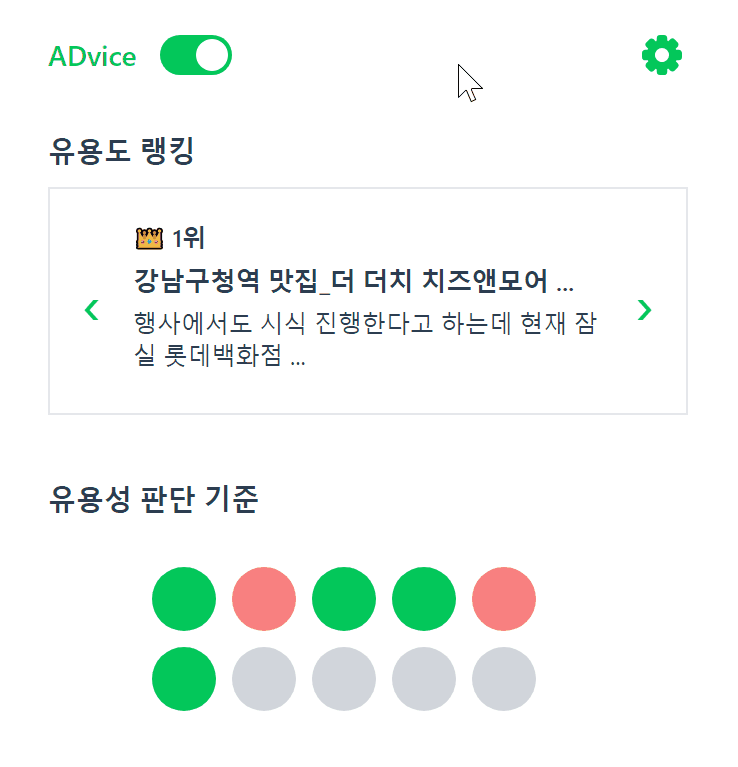 ADvice
유용도 랭킹
1위
강남구청역 맛집_더 더치 치즈앤모어 ...
행사에서도 시식 진행한다고 하는데 현재 잠
실 롯데백화점 ...
유용성 판단 기준